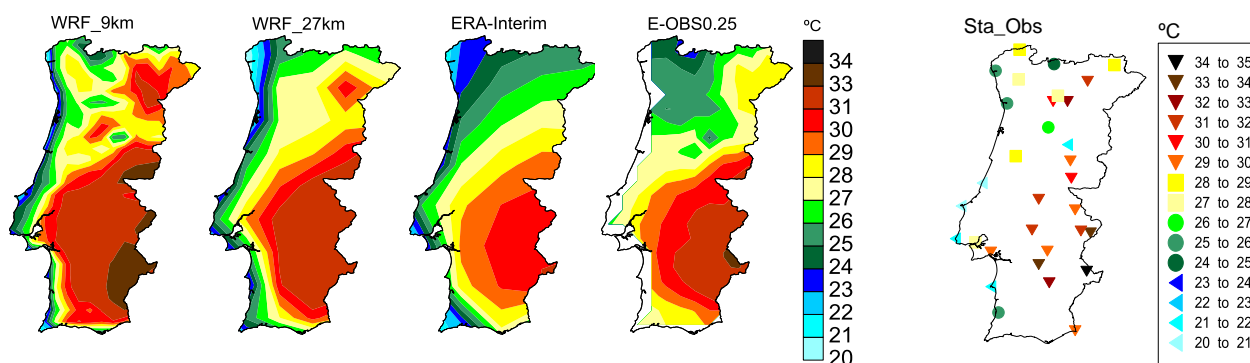 WRF_9km
WRF_27km
ERA-Interim
E-OBS0.25
ºC
34
33
31
30
29
28
27
26
25
24
23
22
21
20
Sta_Obs
ºC
34 to 35
33 to 34
32 to 33
31 to 32
30 to 31
29 to 30
28 to 29
27 to 28
26 to 27
25 to 26
24 to 25
23 to 24
22 to 23
21 to 22
20 to 21